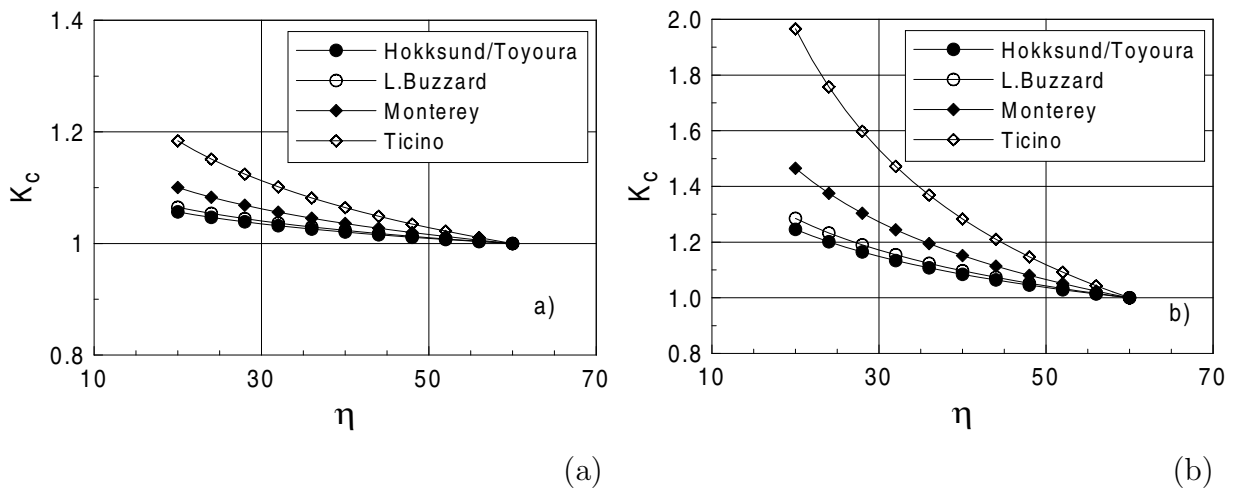 1.4
Hokksund/Toyoura
L.Buzzard
Monterey
Ticino
1.2
K_c
1
a)
0.8
10 30 50 70
η
(a)
2.0
Hokksund/Toyoura
L.Buzzard
Monterey
Ticino
1.8
1.6
K_c
1.4
1.2
1.0
b)
0.8
10 30 50 70
η
(b)